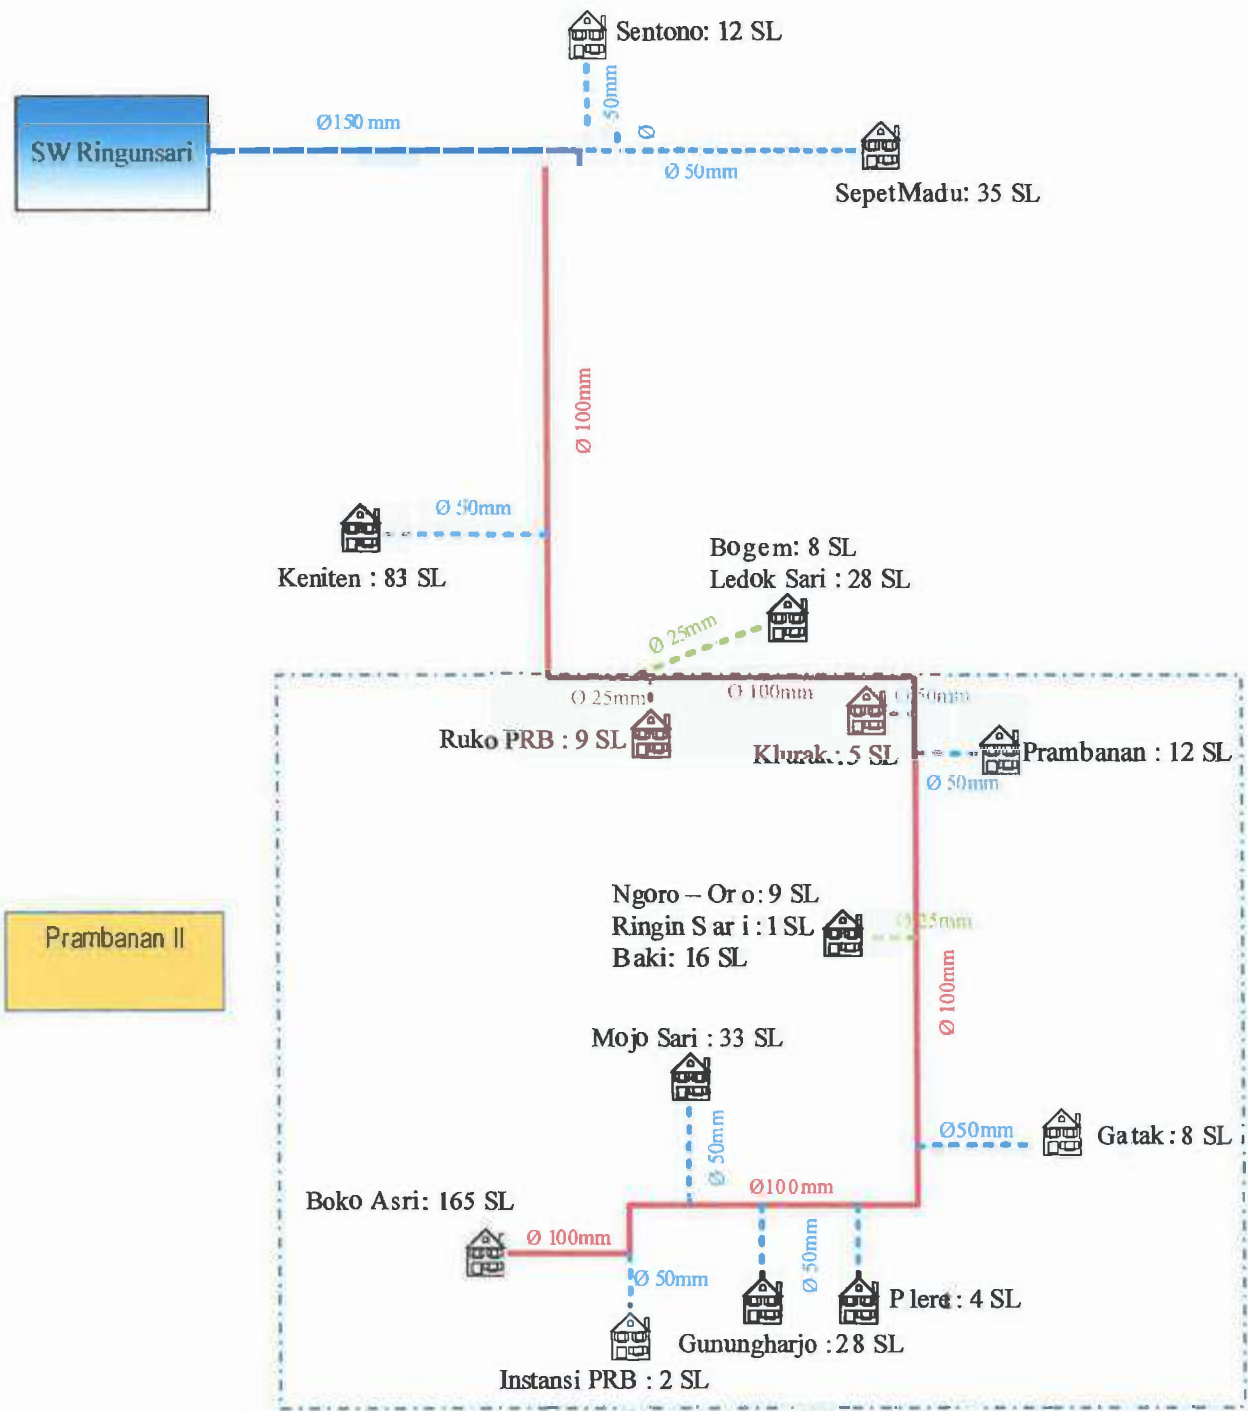 Sentono: 12 SL
50mm
Ø
Ø150 mm
SW Ringunsari
Ø 50mm
SepetMadu: 35 SL
Ø 100mm
Ø 50mm
Keniten : 83 SL
Bogem: 8 SL
Ledok Sari : 28 SL
Ø 25mm
Ø 25mm
Ø 100mm
Ø 50mm
Ruko PRB : 9 SL
Klurak : 5 SL
Prambanan : 12 SL
Ø 50mm
Ngoro – Oro : 9 SL
Ringin Sari : 1 SL
Baki: 16 SL
Ø 25mm
Prambanan II
Ø 100mm
Mojo Sari : 33 SL
Ø 50mm
Ø50mm
Gatak : 8 SL
Ø100mm
Boko Asri: 165 SL
Ø 100mm
Ø 50mm
Ø 50mm
Plere : 4 SL
Gunungharjo : 28 SL
Instansi PRB : 2 SL